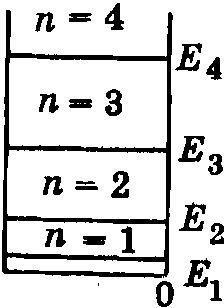 n = 4
E4
n = 3
E3
n = 2
E2
n = 1
E1
0